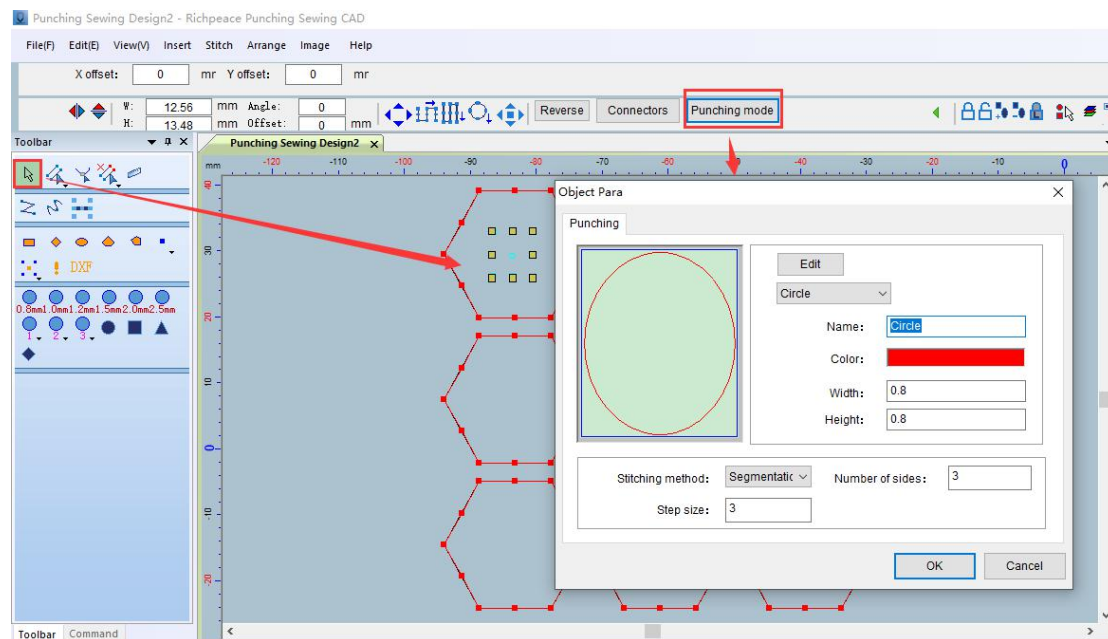 Punching Sewing Design2 - Richpeace Punching Sewing CAD
File(F) Edit(E) View(V) Insert Stitch Arrange Image Help
X offset: 0 mr Y offset: 0 mr
W: 12.56 mm Angle: 0
H: 13.48 mm Offset: 0 mm
Reverse Connectors Punching mode
Toolbar
Punching Sewing Design2 x
mm -120 -110 -100 -90 -80 -70 -60 -40 -30 -20 -10 0
40
30
20
10
0
-10
-20
DXF
0.8mm1.0mm1.2mm1.5mm2.0mm2.5mm
1 2 3
Object Para
Punching
Edit
Circle
Name: Circle
Color:
Width: 0.8
Height: 0.8
Stitching method: Segmentatic Number of sides: 3
Step size: 3
OK Cancel
Toolbar Command